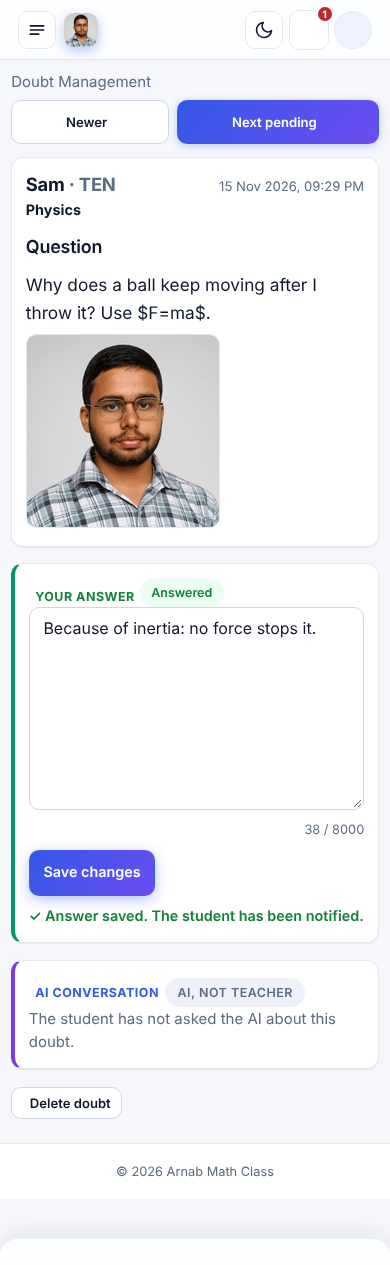 1
Doubt Management
Newer
Next pending
Sam · TEN
15 Nov 2026, 09:29 PM
Physics
Question
Why does a ball keep moving after I
throw it? Use $F=ma$.
YOUR ANSWER
Answered
Because of inertia: no force stops it.
38 / 8000
Save changes
✓ Answer saved. The student has been notified.
AI CONVERSATION
AI, NOT TEACHER
The student has not asked the AI about this
doubt.
Delete doubt
© 2026 Arnab Math Class